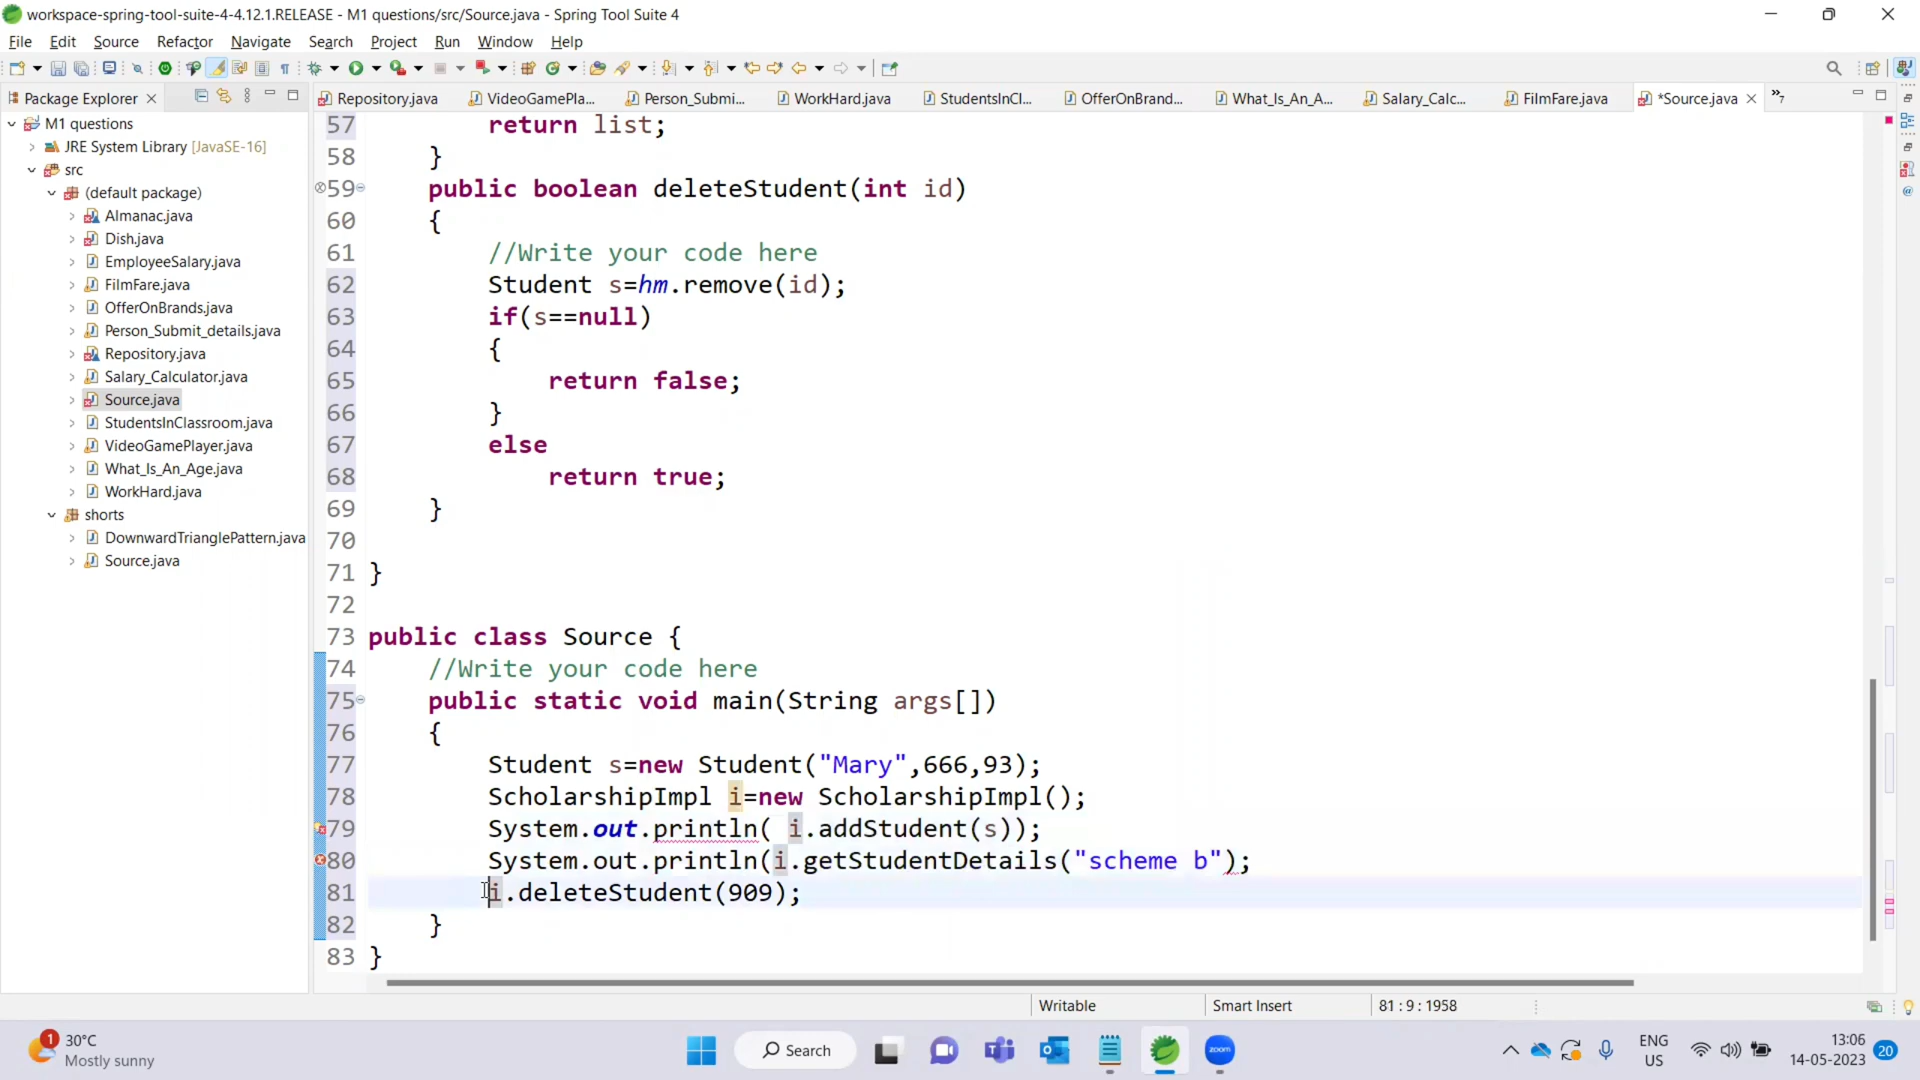 workspace-spring-tool-suite-4-4.12.1.RELEASE - M1 questions/src/Source.java - Spring Tool Suite 4
File Edit Source Refactor Navigate Search Project Run Window Help
Package Explorer
Repository.java VideoGamePla... Person_Submi... WorkHard.java StudentsInCl... OfferOnBrand... What_Is_An_A... Salary_Calc... FilmFare.java *Source.java »7
M1 questions
JRE System Library [JavaSE-16]
src
(default package)
Almanac.java
Dish.java
EmployeeSalary.java
FilmFare.java
OfferOnBrands.java
Person_Submit_details.java
Repository.java
Salary_Calculator.java
Source.java
StudentsInClassroom.java
VideoGamePlayer.java
What_Is_An_Age.java
WorkHard.java
shorts
DownwardTrianglePattern.java
Source.java
57 return list;
58 }
59 public boolean deleteStudent(int id)
60 {
61 //Write your code here
62 Student s=hm.remove(id);
63 if(s==null)
64 {
65 return false;
66 }
67 else
68 return true;
69 }
70
71 }
72
73 public class Source {
74 //Write your code here
75 public static void main(String args[])
76 {
77 Student s=new Student("Mary",666,93);
78 ScholarshipImpl i=new ScholarshipImpl();
79 System.out.println( i.addStudent(s));
80 System.out.println(i.getStudentDetails("scheme b");
81 i.deleteStudent(909);
82 }
83 }
Writable Smart Insert 81 : 9 : 1958
1 30°C
Mostly sunny
Search
zoom
ENG
US
13:06
14-05-2023
20